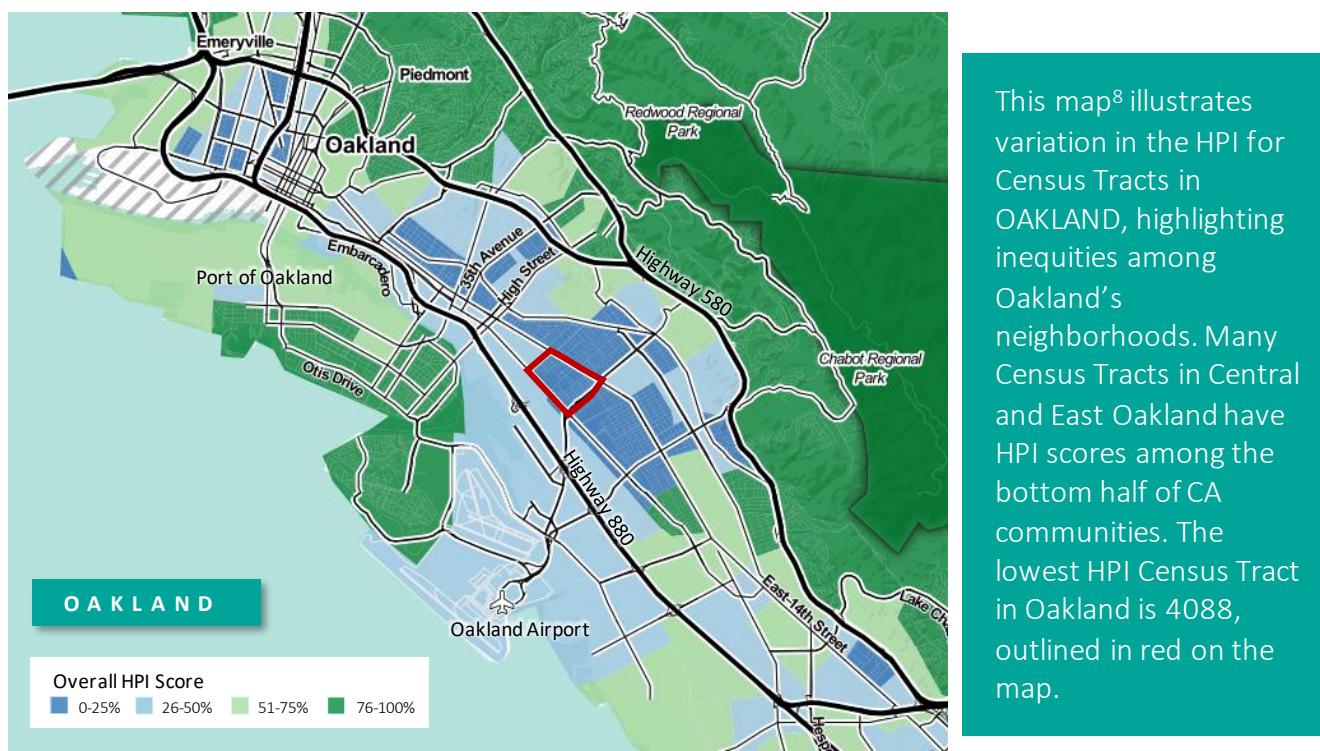 Emeryville
Piedmont
Redwood Regional
Park
Oakland
35th Avenue
High Street
Embarcadero
Port of Oakland
Highway 580
Chabot Regional
Park
Otis Drive
Highway 880
OAKLAND
Oakland Airport
East 14th Street
Lake Cha
Hespe
Overall HPI Score
0-25% 26-50% 51-75% 76-100%
This map⁸ illustrates
variation in the HPI for
Census Tracts in
OAKLAND, highlighting
inequities among
Oakland’s
neighborhoods. Many
Census Tracts in Central
and East Oakland have
HPI scores among the
bottom half of CA
communities. The
lowest HPI Census Tract
in Oakland is 4088,
outlined in red on the
map.